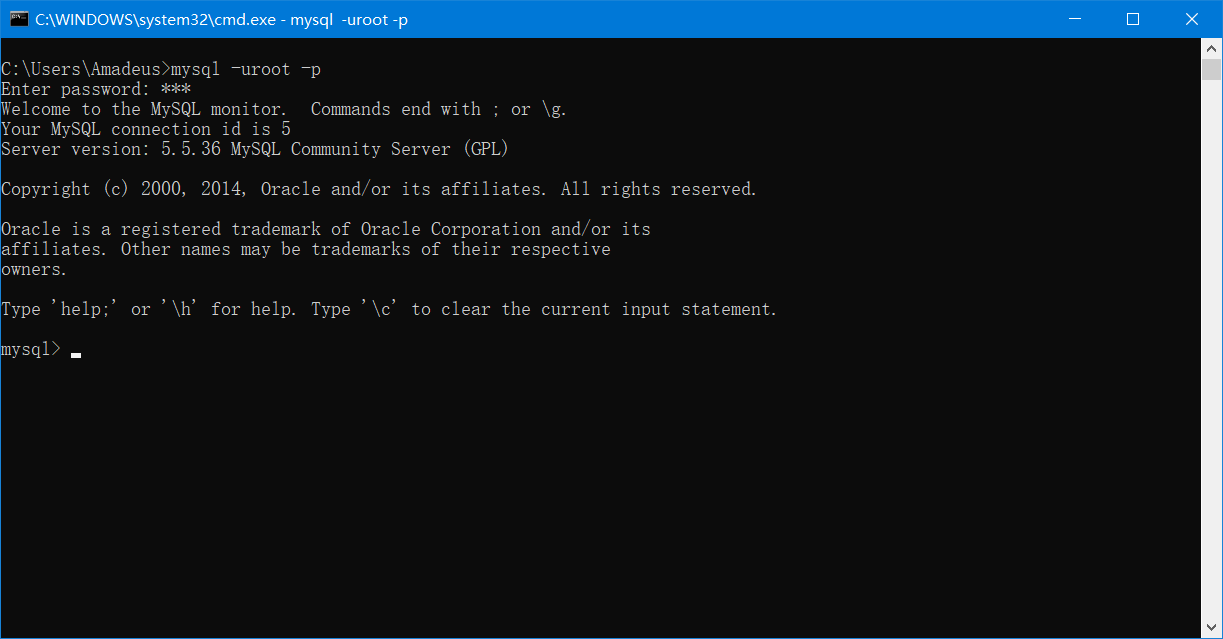 C:\WINDOWS\system32\cmd.exe - mysql  -uroot -p
C:\Users\Amadeus>mysql -uroot -p
Enter password: ***
Welcome to the MySQL monitor.  Commands end with ; or \g.
Your MySQL connection id is 5
Server version: 5.5.36 MySQL Community Server (GPL)
Copyright (c) 2000, 2014, Oracle and/or its affiliates. All rights reserved.
Oracle is a registered trademark of Oracle Corporation and/or its
affiliates. Other names may be trademarks of their respective
owners.
Type 'help;' or '\h' for help. Type '\c' to clear the current input statement.
mysql>